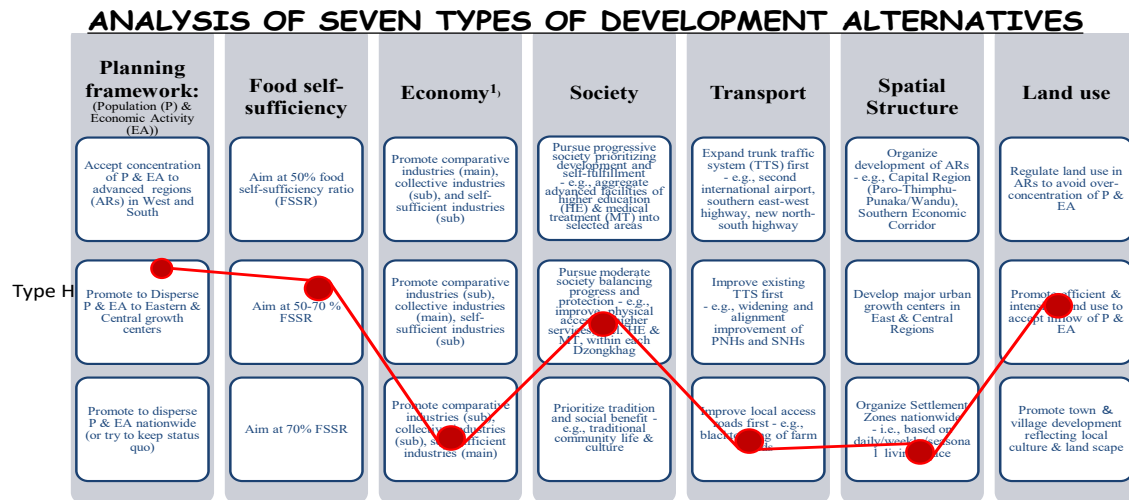 ANALYSIS OF SEVEN TYPES OF DEVELOPMENT ALTERNATIVES
Planning
framework:
(Population (P) &
Economic Activity
(EA))
Food self-
sufficiency
Economy1)
Society
Transport
Spatial
Structure
Land use
Accept concentration
of P & EA to
advanced regions
(ARs) in West and
South
Aim at 50% food
self-sufficiency ratio
(FSSR)
Promote comparative
industries (main),
collective industries
(sub), and self-
sufficient industries
(sub)
Pursue progressive
society prioritizing
development and
self-fulfillment
- e.g., aggregate
advanced facilities of
higher education
(HE) & medical
treatment (MT) into
selected areas
Expand trunk traffic
system (TTS) first
- e.g., second
international airport,
southern east-west
highway, new north-
south highway
Organize
development of ARs
- e.g., Capital Region
(Paro-Thimphu-
Punaka/Wandu),
Southern Economic
Corridor
Regulate land use in
ARs to avoid over-
concentration of P &
EA
Type H
Promote to Disperse
P & EA to Eastern &
Central growth
centers
Aim at 50-70 %
FSSR
Promote comparative
industries (sub),
collective industries
(main), self-
sufficient industries
(sub)
Pursue moderate
society balancing
progress and
protection - e.g.,
improve physical
higher
HE &
MT, within each
Dzongkhag
Improve existing
TTS first
- e.g., widening and
alignment
improvement of
PNHs and SNHs
Develop major urban
growth centers in
East & Central
Regions
Promote efficient &
land use to
accept inflow of P &
EA
Promote to disperse
P & EA nationwide
(or try to keep status
quo)
Aim at 70% FSSR
Promote comparative
industries (sub),
(sub),
industries (main)
Prioritize tradition
and social benefit -
e.g., traditional
community life &
culture
Improve local access
roads first - e.g.,
of farm
Organize Settlement
Zones nationwide
- i.e., based on
l living
Promote town &
village development
reflecting local
culture & land scape